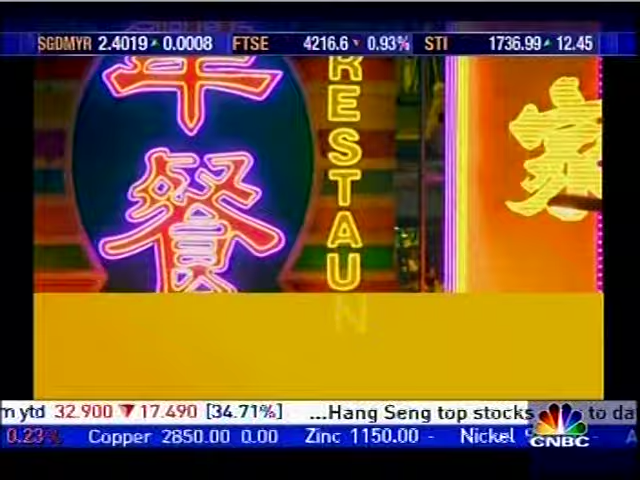 SGDMYR 2.4019 0.0008 FTSE 4216.6 0.93% STI 1736.99 12.45
餐
RESTAUN
m ytd 32.900 17.490 [34.71%] ...Hang Seng top stocks to da
0.23% Copper 2850.00 0.00 Zinc 1150.00 - Nickel
CNBC